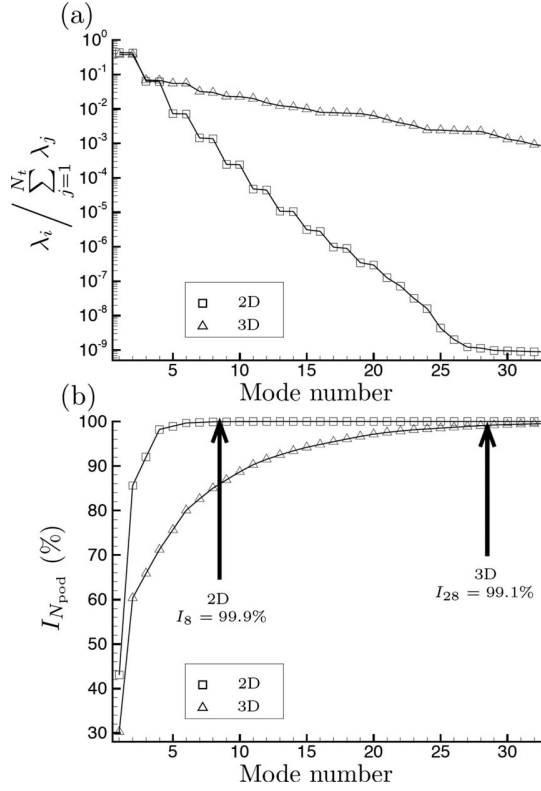 (a)
10^0
10^-1
10^-2
10^-3
10^-4
10^-5
10^-6
10^-7
10^-8
10^-9
λ_i / ∑_{j=1}^{N_t} λ_j
2D
3D
5 10 15 20 25 30
Mode number
(b)
100
90
80
70
60
50
40
30
I_{N_pod} (%)
2D
I_8 = 99.9%
3D
I_28 = 99.1%
2D
3D
5 10 15 20 25 30
Mode number